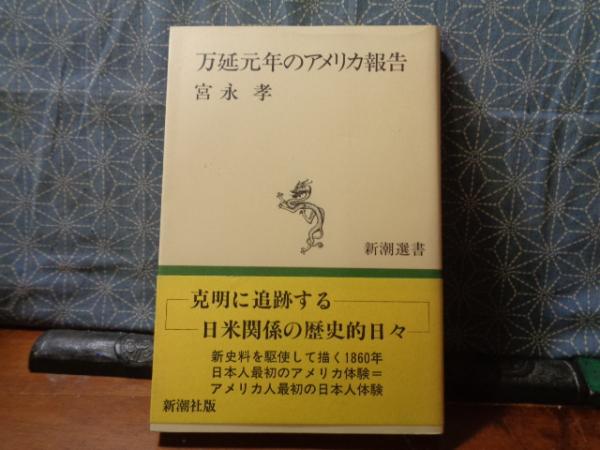 万延元年のアメリカ報告
宮永 孝
新潮選書
克明に追跡する
日米関係の歴史的日々
新史料を駆使して描く1860年
日本人最初のアメリカ体験＝
アメリカ人最初の日本人体験
新潮社版